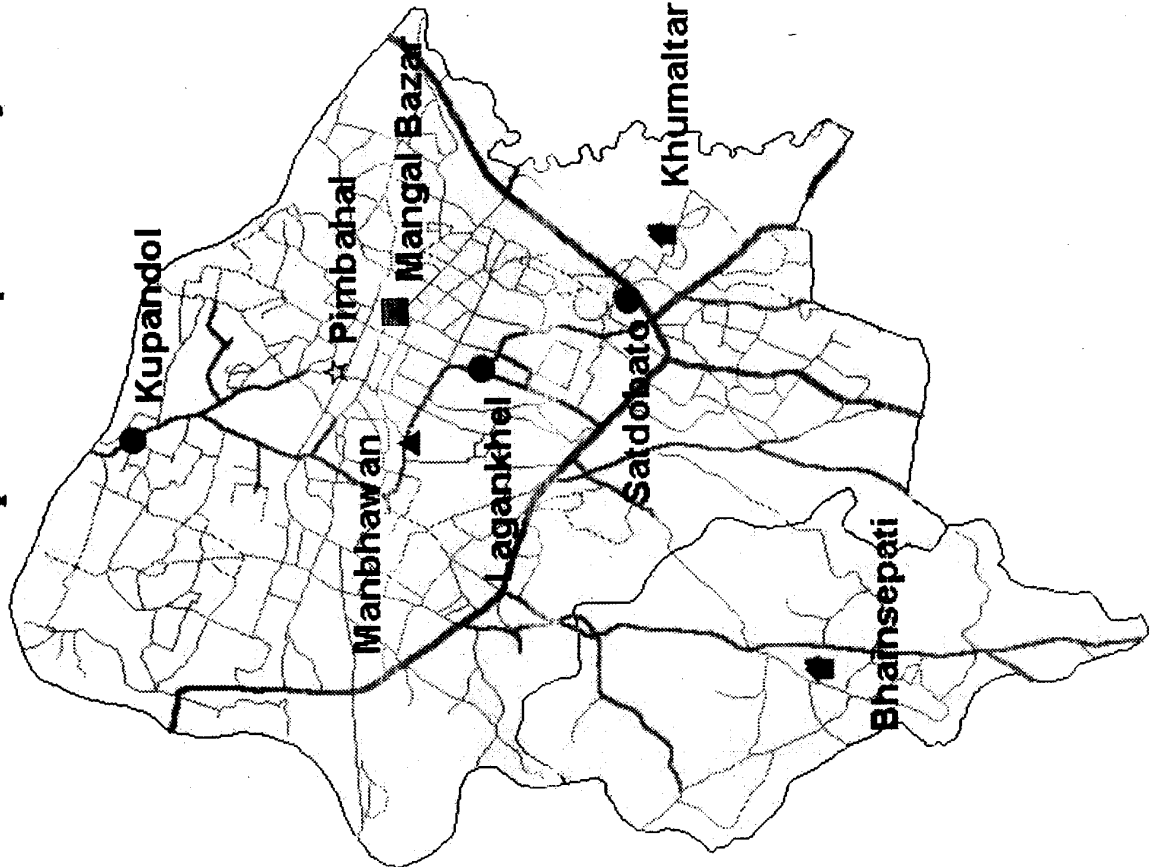 Kupandol
Pimbahal
Mangal Bazar
Khumaltar
Manbhawan
Lagankhel
Satdobato
Bhainsepati